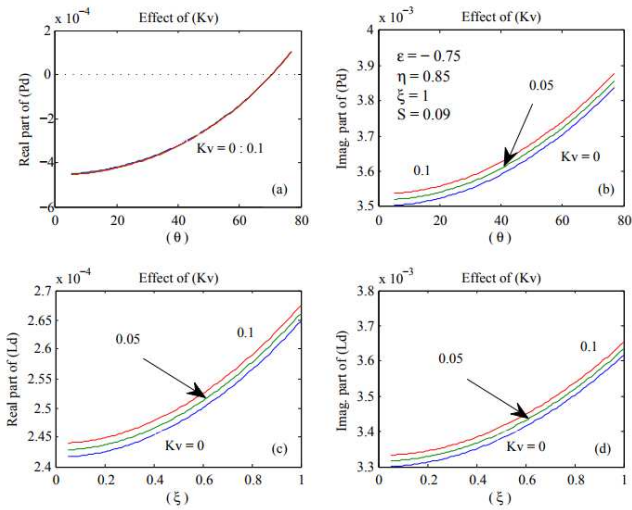 x 10⁻⁴ Effect of (Kv)
4
2
0
−2
−4
−6
0 20 40 60 80
Real part of (Pd)
( θ )
Kv = 0 : 0.1
(a)
x 10⁻³ Effect of (Kv)
4
3.9
3.8
3.7
3.6
3.5
0 20 40 60 80
Imag. part of (Pd)
( θ )
ε = − 0.75
η = 0.85
ξ = 1
S = 0.09
0.05
0.1
Kv = 0
(b)
x 10⁻⁴ Effect of (Kv)
2.7
2.65
2.6
2.55
2.5
2.45
2.4
0 0.2 0.4 0.6 0.8 1
Real part of (Ld)
( ξ )
0.05
0.1
Kv = 0
(c)
x 10⁻³ Effect of (Kv)
3.8
3.7
3.6
3.5
3.4
3.3
0 0.2 0.4 0.6 0.8 1
Imag. part of (Ld)
( ξ )
0.05
0.1
Kv = 0
(d)